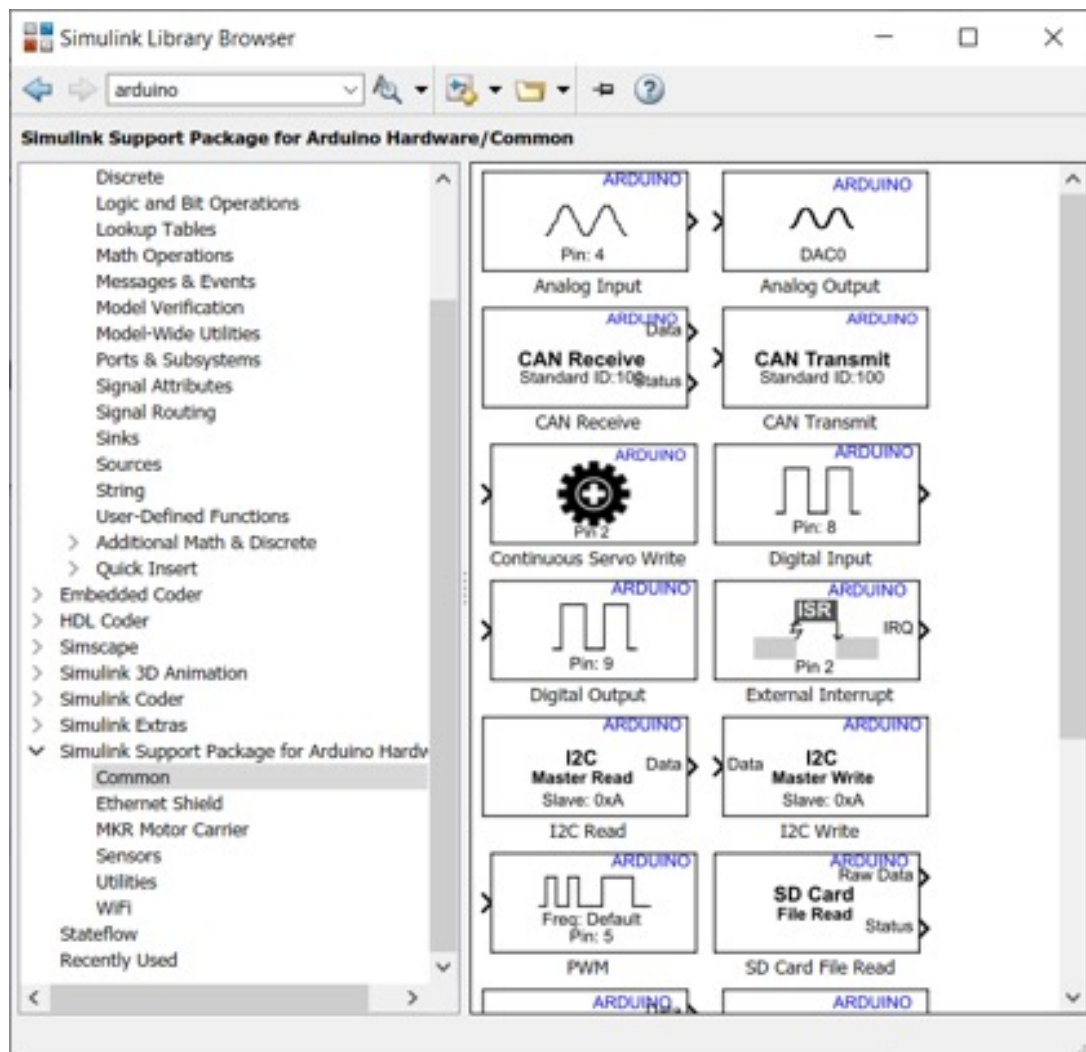 Simulink Library Browser
arduino
Simulink Support Package for Arduino Hardware/Common
Discrete
Logic and Bit Operations
Lookup Tables
Math Operations
Messages & Events
Model Verification
Model-Wide Utilities
Ports & Subsystems
Signal Attributes
Signal Routing
Sinks
Sources
String
User-Defined Functions
Additional Math & Discrete
Quick Insert
Embedded Coder
HDL Coder
Simscape
Simulink 3D Animation
Simulink Coder
Simulink Extras
Simulink Support Package for Arduino Hardw
Common
Ethernet Shield
MKR Motor Carrier
Sensors
Utilities
WiFi
Stateflow
Recently Used
ARDUINO
Pin: 4
Analog Input
ARDUINO
DAC0
Analog Output
ARDUINO
Data
CAN Receive
Standard ID:100
Status
CAN Receive
ARDUINO
CAN Transmit
Standard ID:100
CAN Transmit
ARDUINO
Pin 2
Continuous Servo Write
ARDUINO
Pin: 8
Digital Input
ARDUINO
Pin: 9
Digital Output
ARDUINO
ISR
IRQ
Pin 2
External Interrupt
ARDUINO
I2C
Data
Master Read
Slave: 0xA
I2C Read
ARDUINO
Data
I2C
Master Write
Slave: 0xA
I2C Write
ARDUINO
Freq: Default
Pin: 5
PWM
ARDUINO
Raw Data
SD Card
File Read
Status
SD Card File Read
ARDUINO
Data
ARDUINO